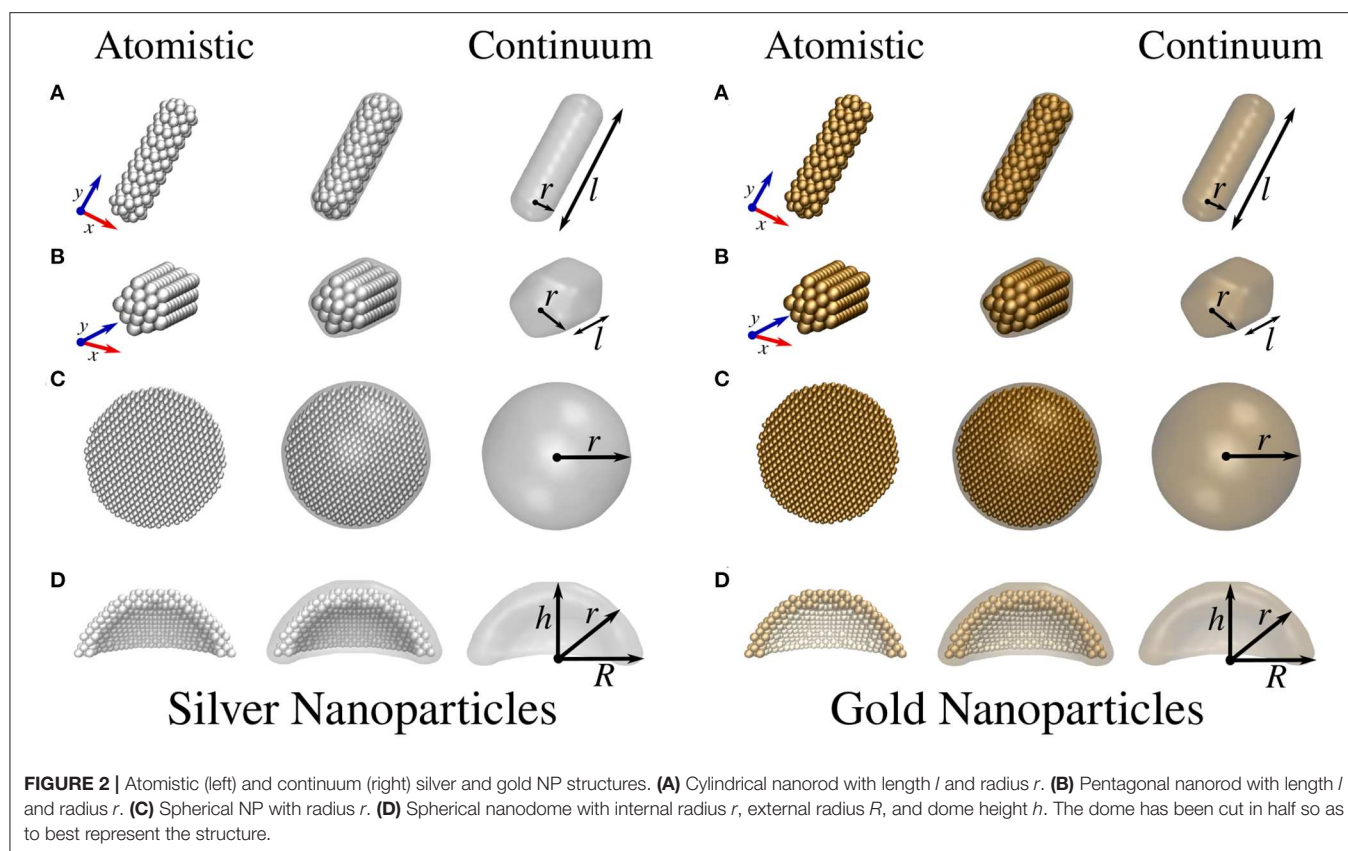 Atomistic
Continuum
Atomistic
Continuum
A
y
x
r
l
A
y
x
r
l
B
y
x
r
l
B
y
x
r
l
C
r
C
r
D
h
r
R
D
h
r
R
Silver Nanoparticles
Gold Nanoparticles
FIGURE 2 | Atomistic (left) and continuum (right) silver and gold NP structures. (A) Cylindrical nanorod with length l and radius r. (B) Pentagonal nanorod with length l
and radius r. (C) Spherical NP with radius r. (D) Spherical nanodome with internal radius r, external radius R, and dome height h. The dome has been cut in half so as
to best represent the structure.